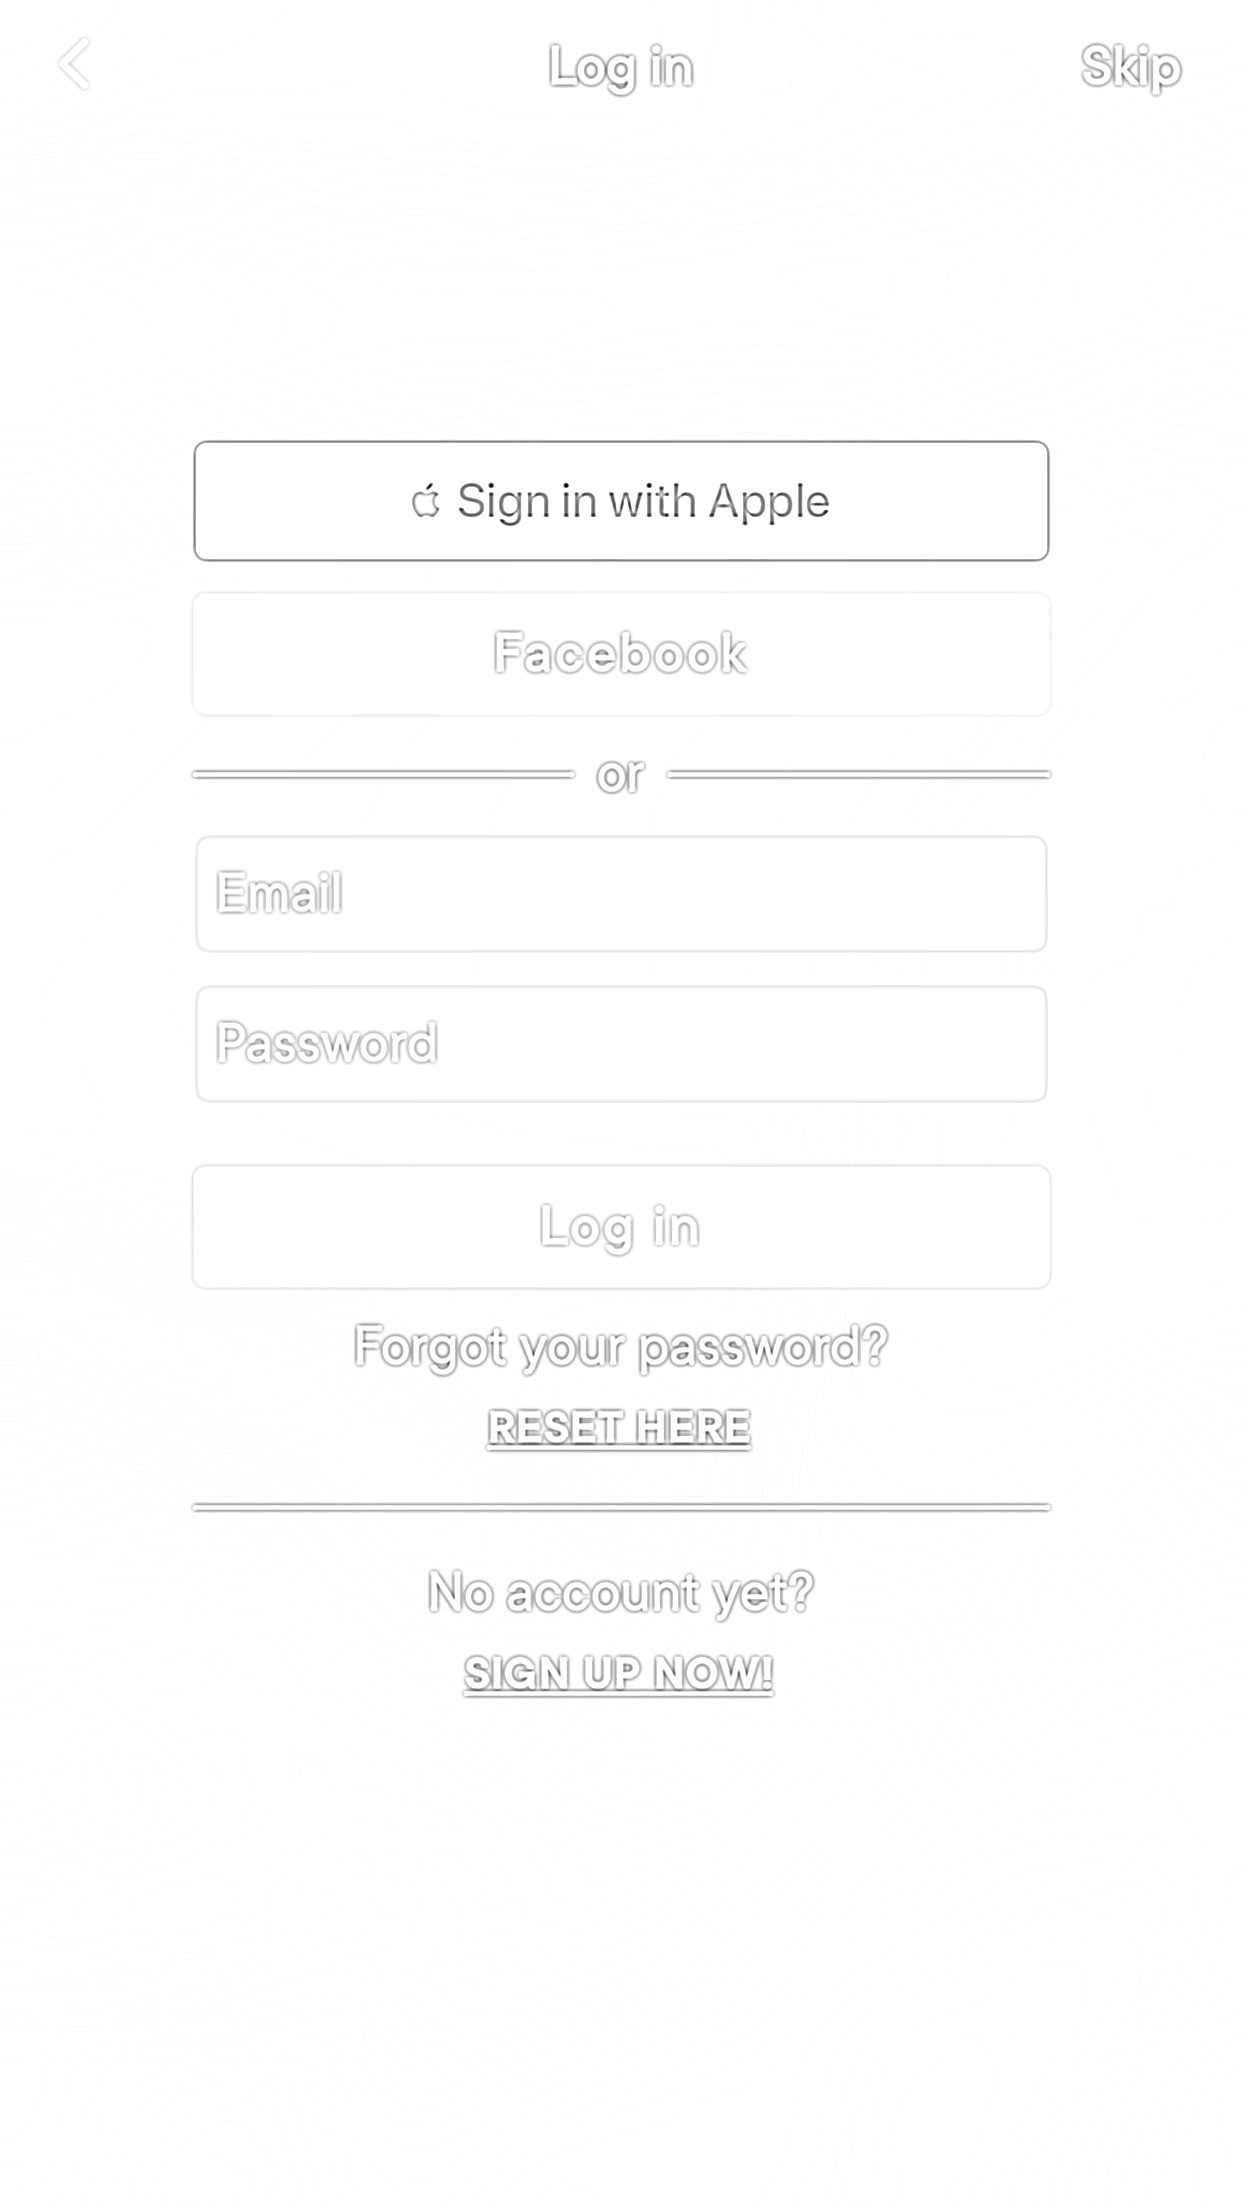 Log in
Skip
Sign in with Apple
Facebook
or
Email
Password
Log in
Forgot your password?
RESET HERE
No account yet?
SIGN UP NOW!